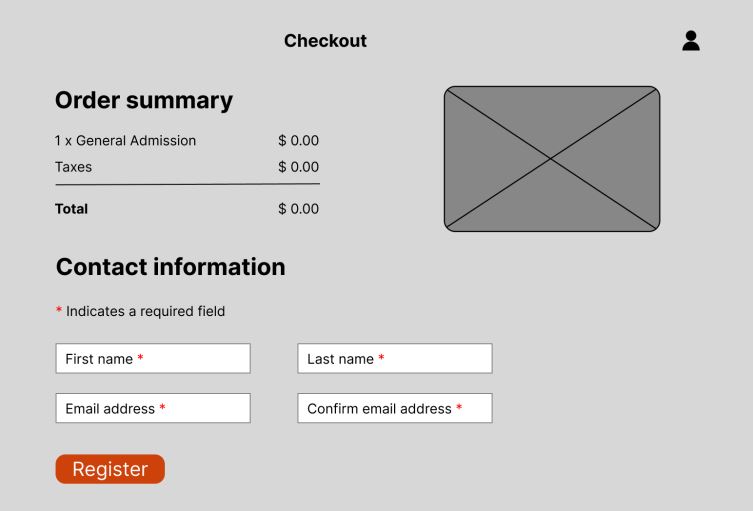 Checkout
Order summary
1 x General Admission $ 0.00
Taxes $ 0.00
Total $ 0.00
Contact information
* Indicates a required field
First name * Last name *
Email address * Confirm email address *
Register